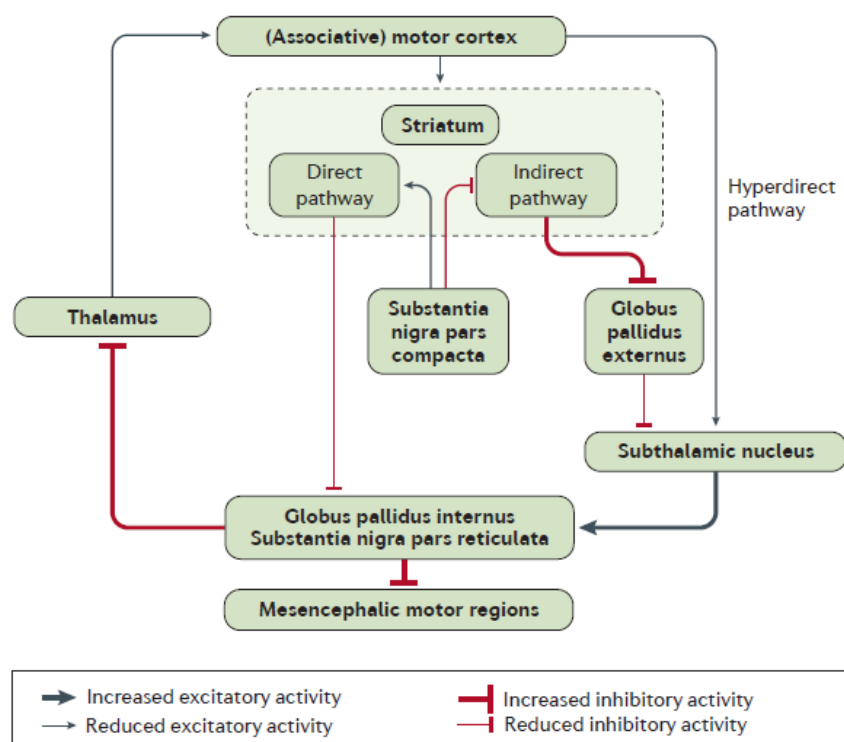 (Associative) motor cortex
Striatum
Direct
pathway
Indirect
pathway
Hyperdirect
pathway
Thalamus
Substantia
nigra pars
compacta
Globus
pallidus
externus
Subthalamic nucleus
Globus pallidus internus
Substantia nigra pars reticulata
Mesencephalic motor regions
Increased excitatory activity
Reduced excitatory activity
Increased inhibitory activity
Reduced inhibitory activity